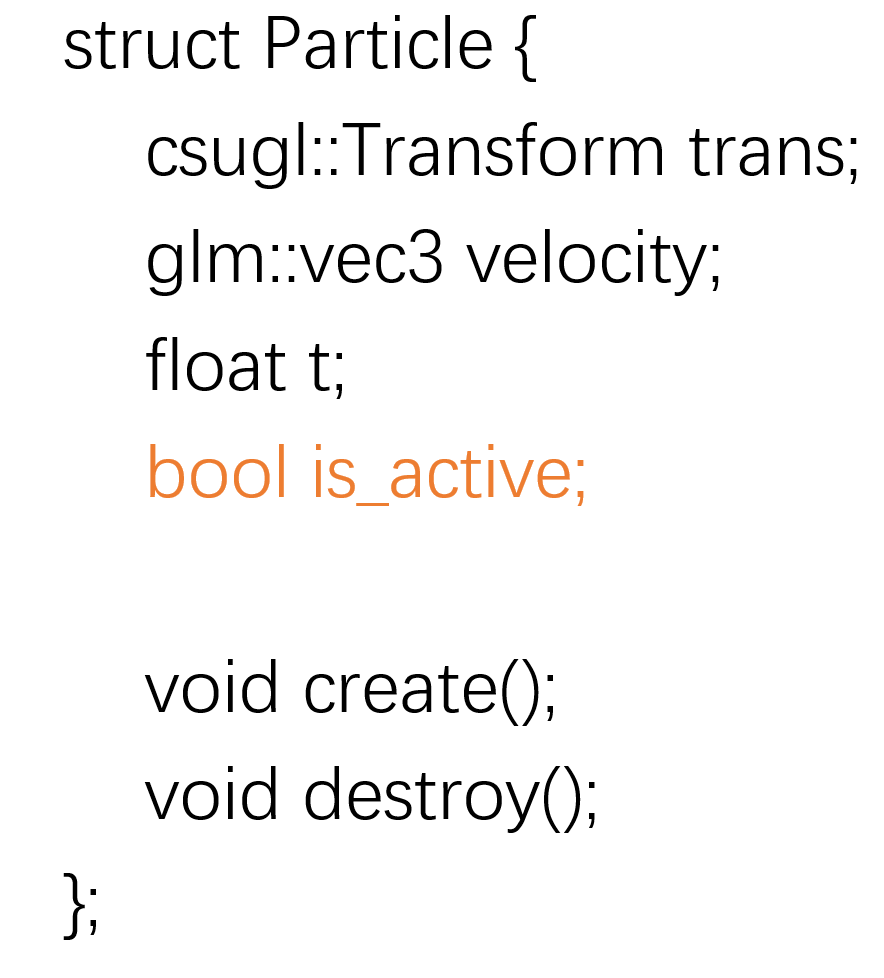 struct Particle {
csugl::Transform trans;
glm::vec3 velocity;
float t;
bool is_active;
void create();
void destroy();
};